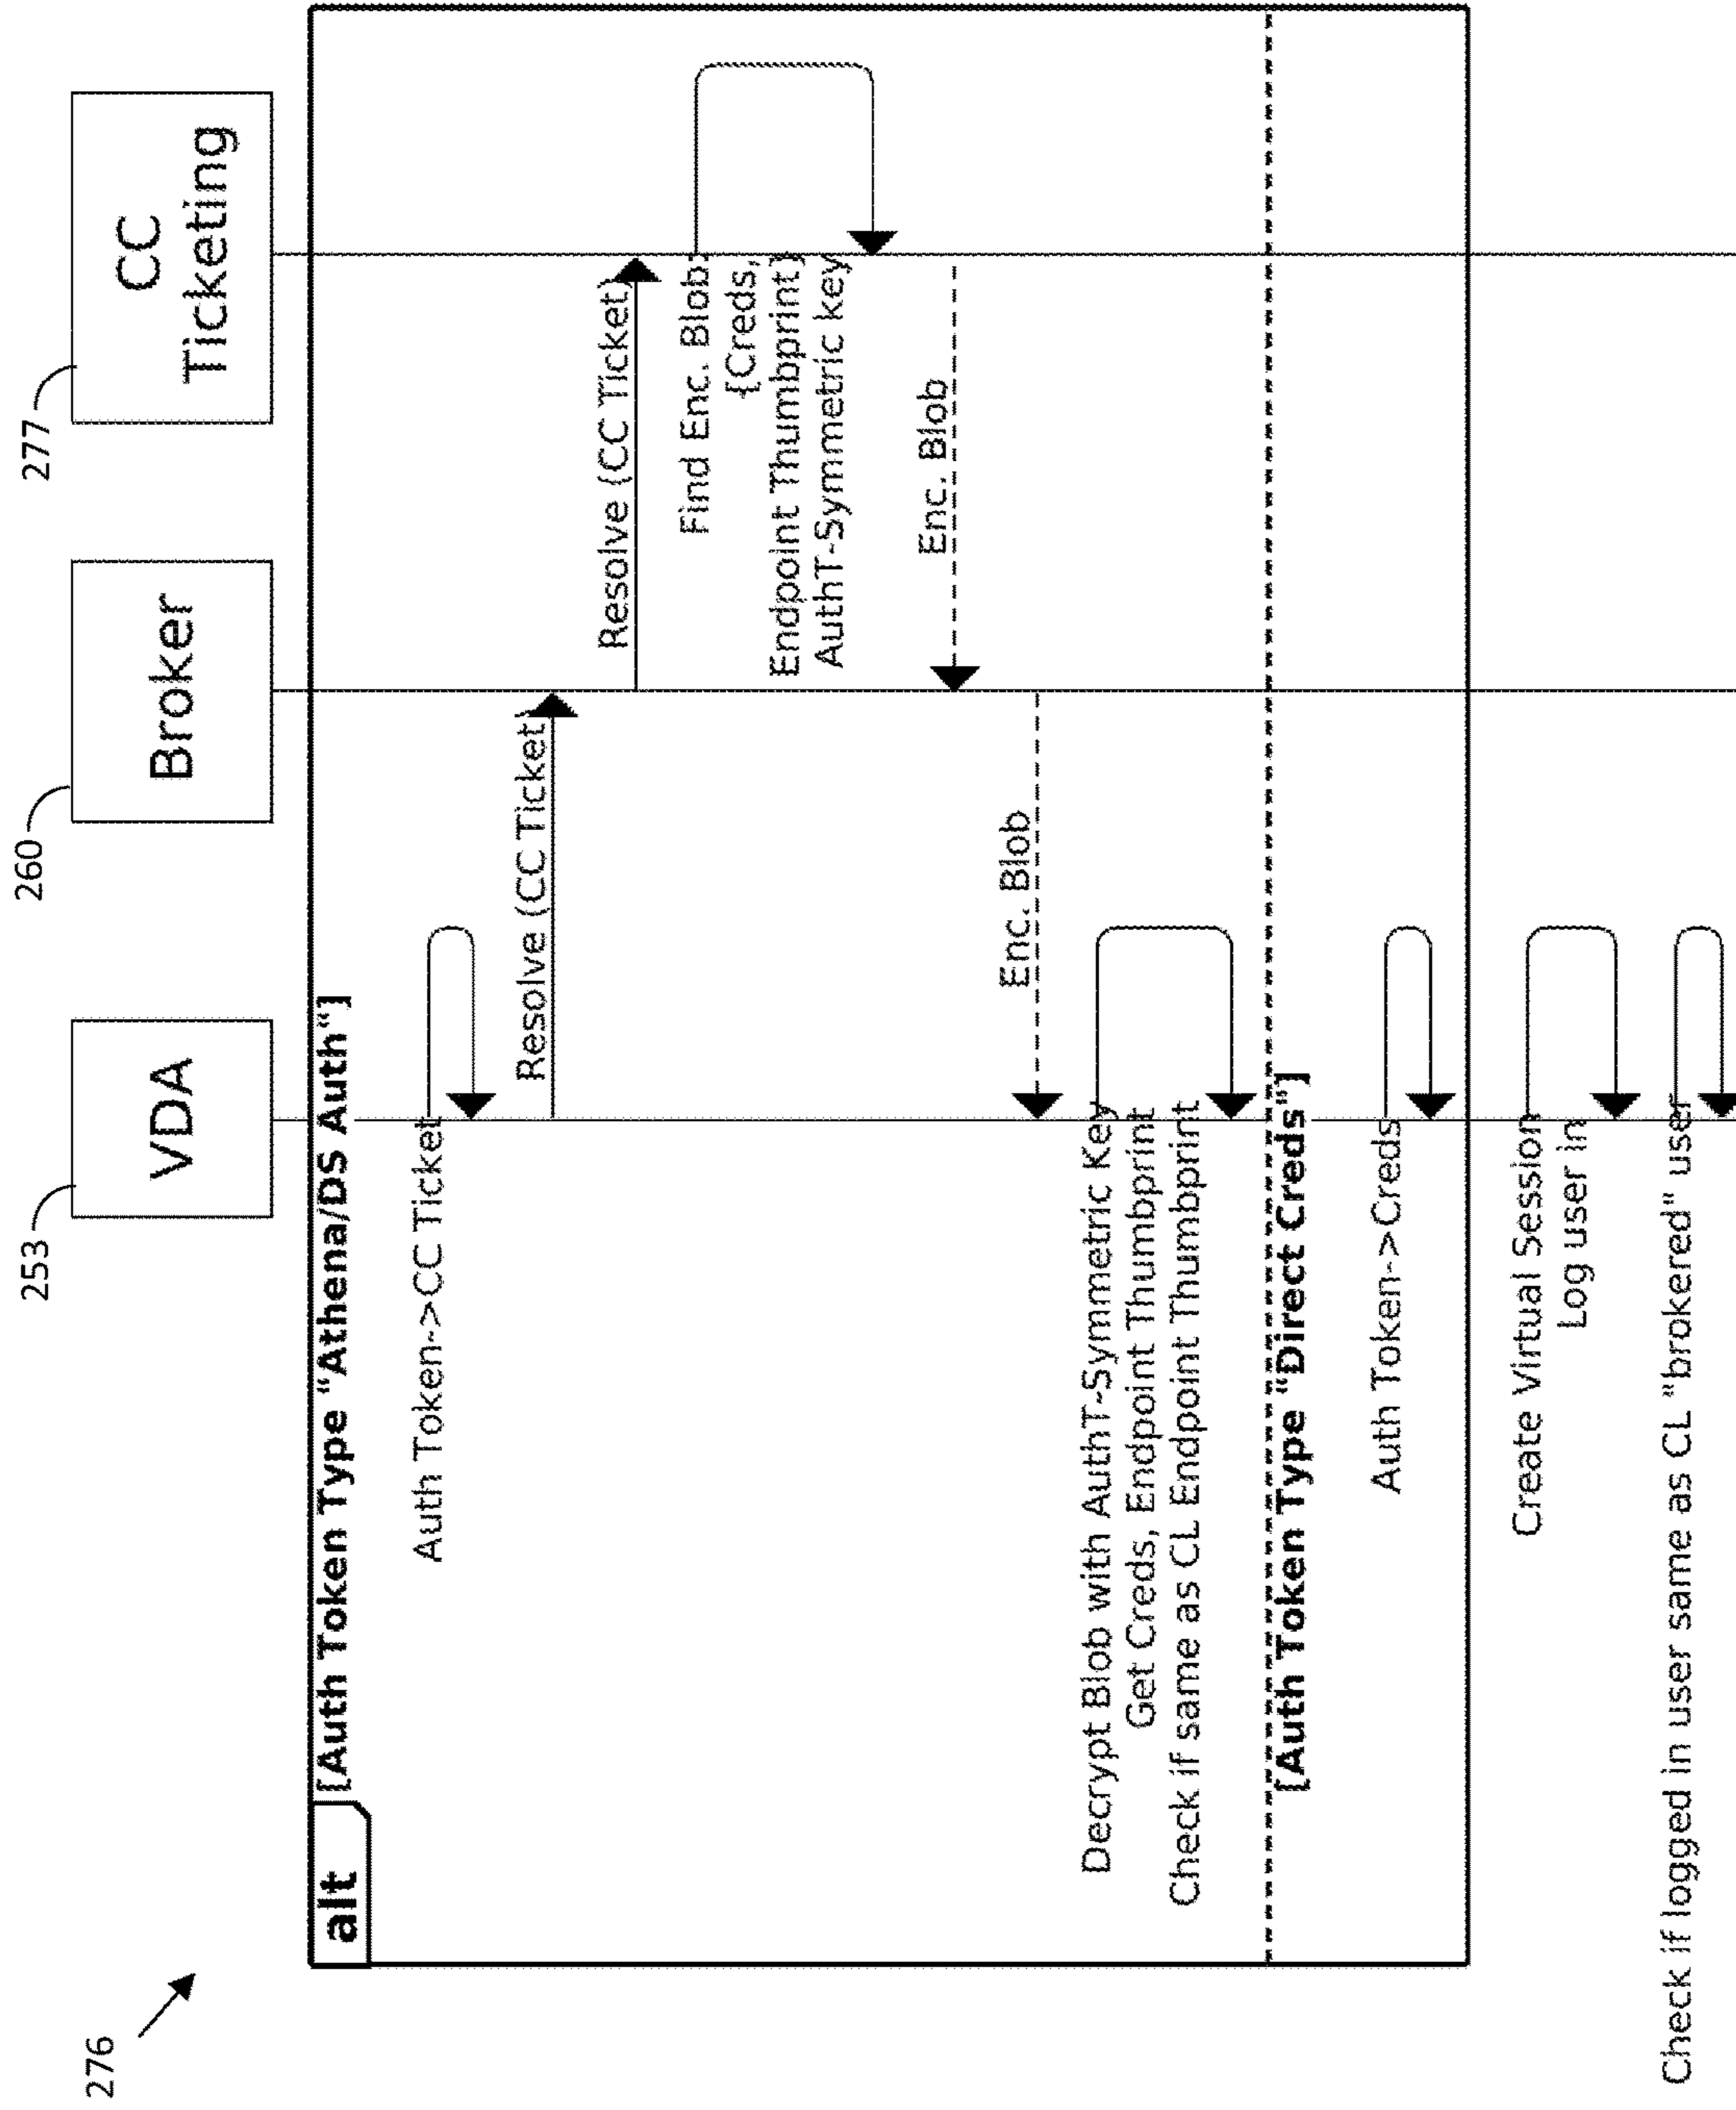 276
253
VDA
260
Broker
277
CC
Ticketing
alt
[Auth Token Type "Athena/DS Auth"]
Auth Token->CC Ticket
Resolve (CC Ticket)
Resolve (CC Ticket)
Find Enc. Blob:
{Creds,
Endpoint Thumbprint}
AuthT-Symmetric key
Enc. Blob
Enc. Blob
Decrypt Blob with AuthT-Symmetric Key
Get Creds, Endpoint Thumbprint
Check if same as CL Endpoint Thumbprint
[Auth Token Type "Direct Creds"]
Auth Token->Creds
Create Virtual Session
Log user in
Check if logged in user same as CL "brokered" user